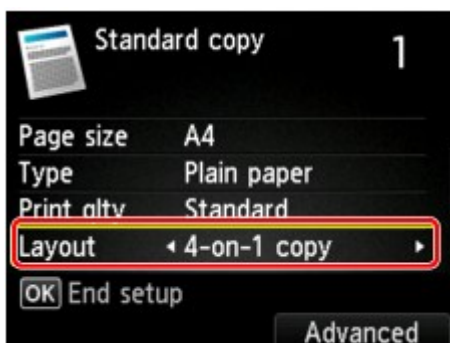 Standard copy 1
Page size A4
Type Plain paper
Print qlty Standard
Layout 4-on-1 copy
OK End setup
Advanced